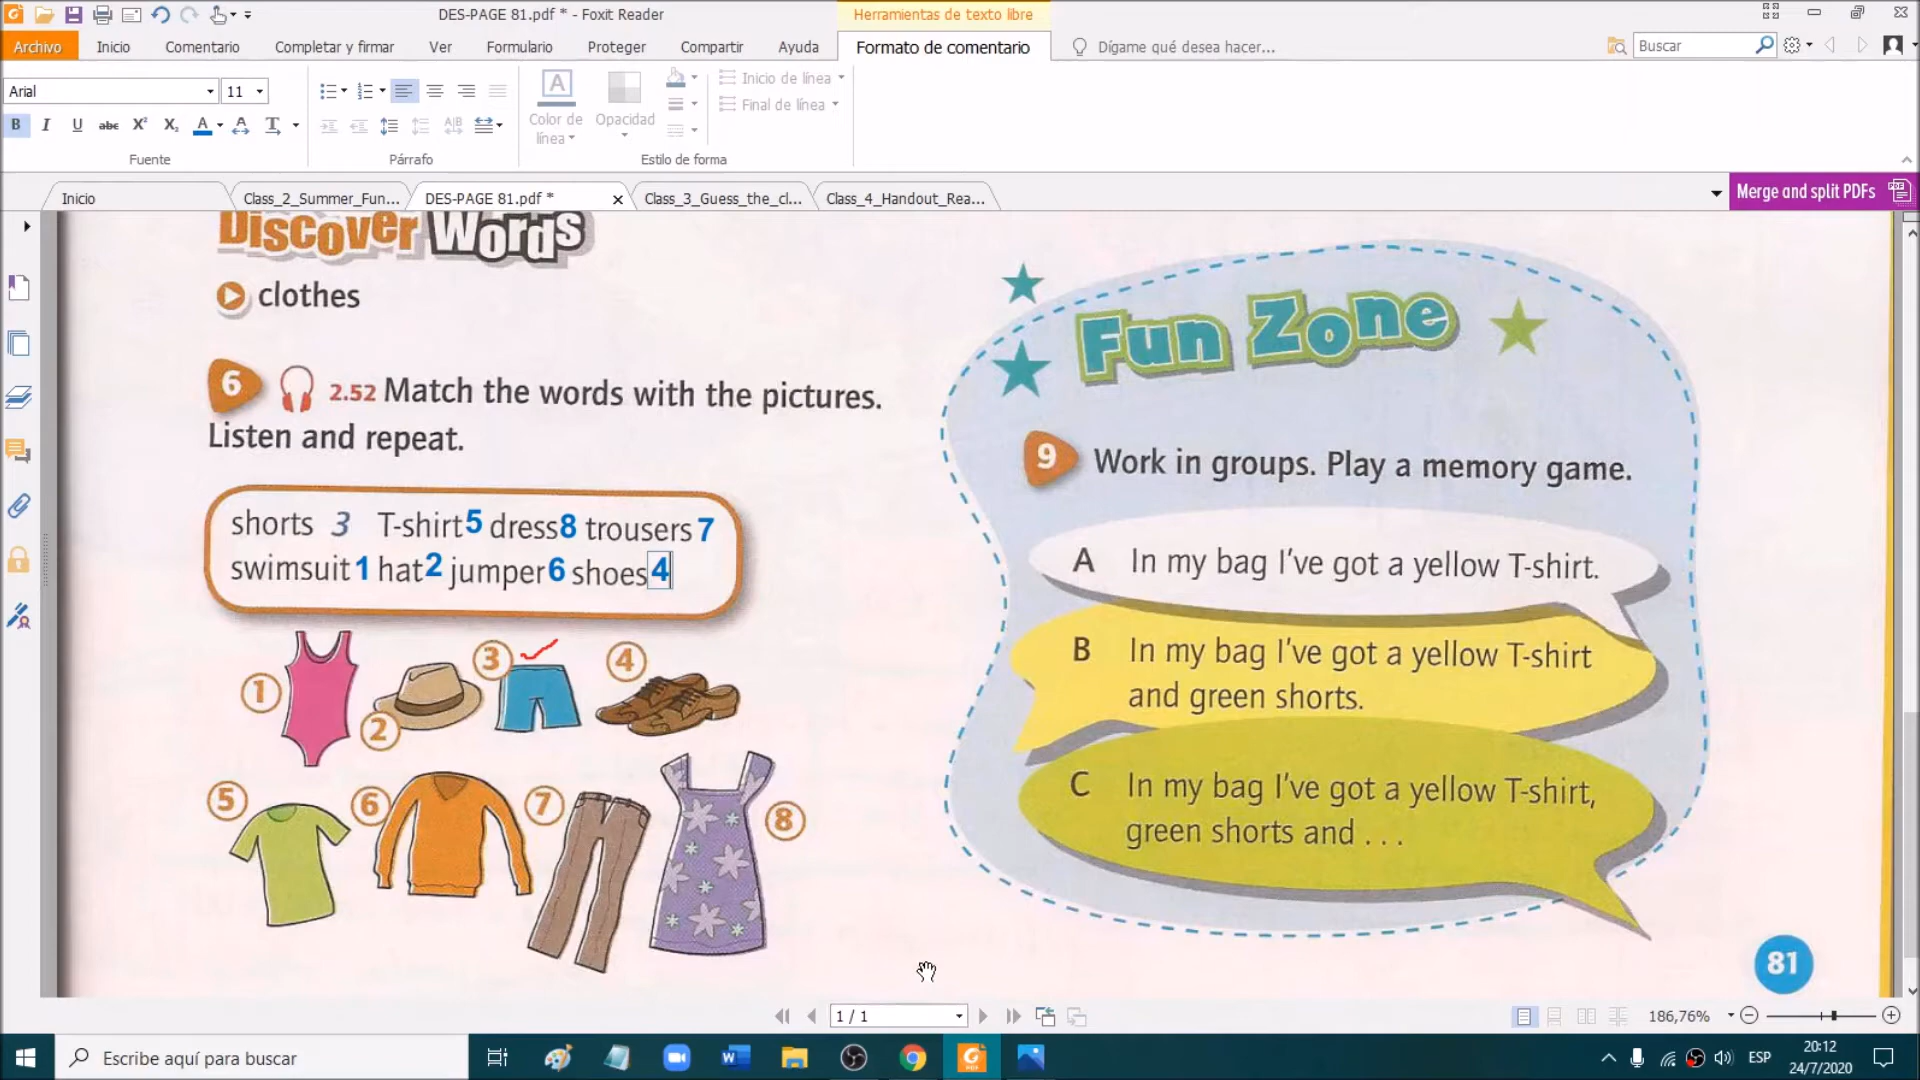 DES-PAGE 81.pdf * - Foxit Reader
Herramientas de texto libre
Archivo Inicio Comentario Completar y firmar Ver Formulario Proteger Compartir Ayuda Formato de comentario Dígame qué desea hacer... Buscar
Arial 11 Inicio de línea
Final de línea
B I U abc X² X₂ A A T A|B Color de línea Opacidad
Fuente Párrafo Estilo de forma
Inicio Class_2_Summer_Fun... DES-PAGE 81.pdf * x Class_3_Guess_the_cl... Class_4_Handout_Rea... Merge and split PDFs
Discover Words
clothes
6 2.52 Match the words with the pictures.
Listen and repeat.
shorts 3 T-shirt 5 dress 8 trousers 7
swimsuit 1 hat 2 jumper 6 shoes 4
1 2 3 4
5 6 7 8
Fun Zone
9 Work in groups. Play a memory game.
A In my bag I've got a yellow T-shirt.
B In my bag I've got a yellow T-shirt
and green shorts.
C In my bag I've got a yellow T-shirt,
green shorts and . . .
81
1 / 1 186,76%
Escribe aquí para buscar ESP 20:12
24/7/2020